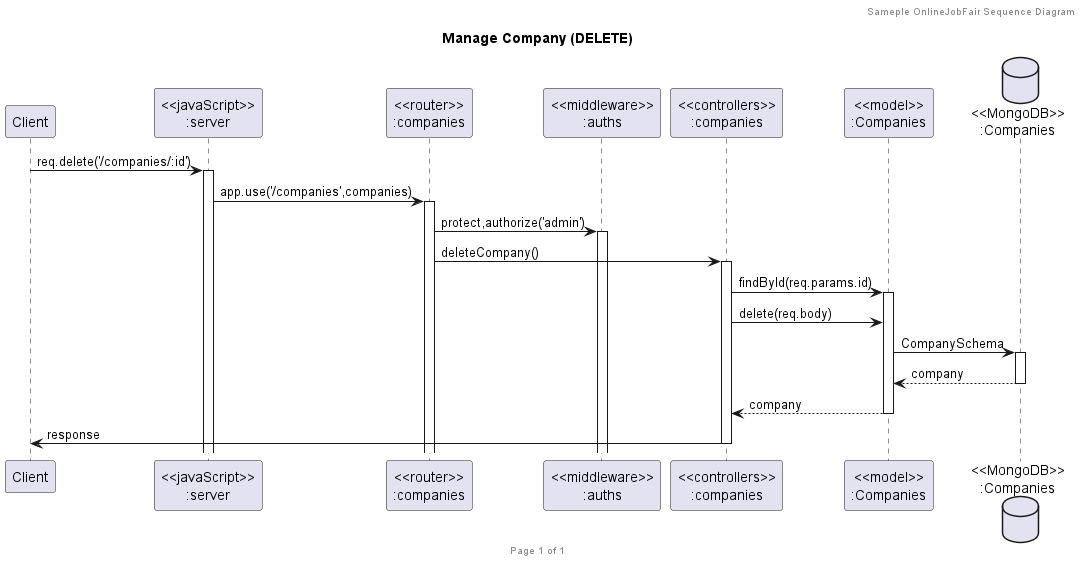 Sameple OnlineJobFair Sequence Diagram
Manage Company (DELETE)
Client
<<javaScript>>
:server
<<router>>
:companies
<<middleware>>
:auths
<<controllers>>
:companies
<<model>>
:Companies
<<MongoDB>>
:Companies
req.delete('/companies/:id')
app.use('/companies',companies)
protect,authorize('admin')
deleteCompany()
findById(req.params.id)
delete(req.body)
CompanySchema
company
company
response
Client
<<javaScript>>
:server
<<router>>
:companies
<<middleware>>
:auths
<<controllers>>
:companies
<<model>>
:Companies
<<MongoDB>>
:Companies
Page 1 of 1